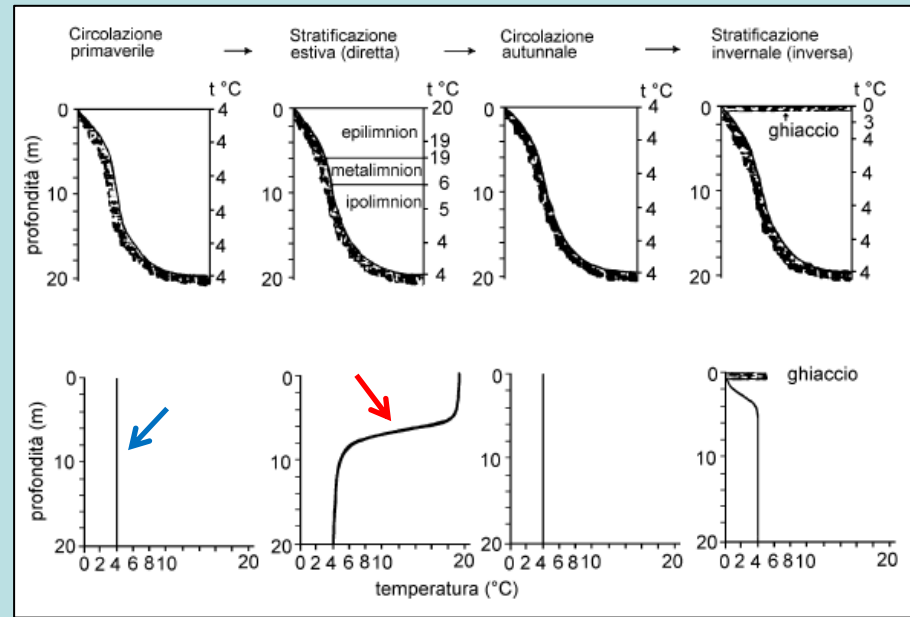 Circolazione
primaverile
Stratificazione
estiva (diretta)
Circolazione
autunnale
Stratificazione
invernale (inversa)
t °C
0
10
20
profondità (m)
4
4
4
4
4
4
t °C
0
10
20
epilimnion
metalimnion
ipolimnion
20
19
19
6
5
4
4
t °C
0
10
20
4
4
4
4
4
4
t °C
0
10
20
ghiaccio
0
3
4
4
4
4
4
profondità (m)
0
10
20
0 2 4 6 8 10 20
0
10
20
0 2 4 6 8 10 20
0
10
20
0 2 4 6 8 10 20
ghiaccio
0
10
20
0 2 4 6 8 10 20
temperatura (°C)